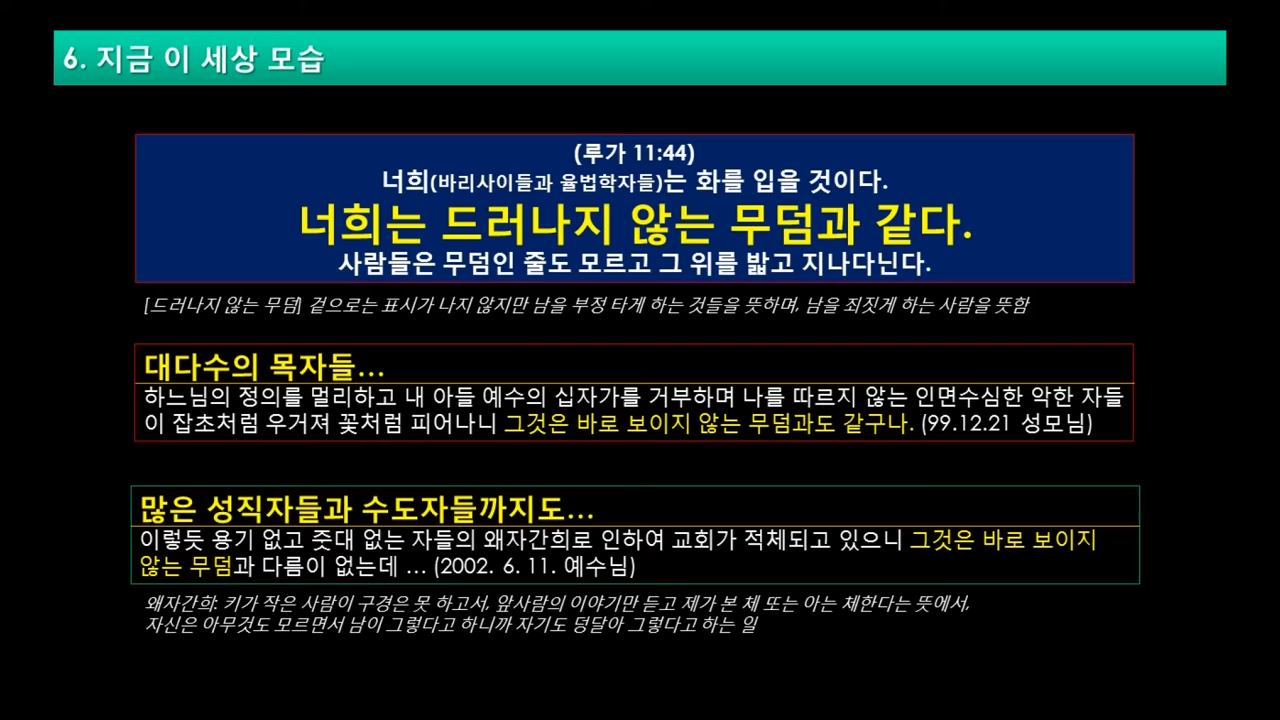 6. 지금 이 세상 모습
(루가 11:44)
너희(바리사이들과 율법학자들)는 화를 입을 것이다.
너희는 드러나지 않는 무덤과 같다.
사람들은 무덤인 줄도 모르고 그 위를 밟고 지나다닌다.
[드러나지 않는 무덤] 겉으로는 표시가 나지 않지만 남을 부정 타게 하는 것들을 뜻하며, 남을 죄짓게 하는 사람을 뜻함
대다수의 목자들...
하느님의 정의를 멀리하고 내 아들 예수의 십자가를 거부하며 나를 따르지 않는 인면수심한 악한 자들
이 잡초처럼 우거져 꽃처럼 피어나니 그것은 바로 보이지 않는 무덤과도 같구나. (99.12.21 성모님)
많은 성직자들과 수도자들까지도...
이렇듯 용기 없고 줏대 없는 자들의 왜자간희로 인하여 교회가 적체되고 있으니 그것은 바로 보이지
않는 무덤과 다름이 없는데 ... (2002. 6. 11. 예수님)
왜자간희: 키가 작은 사람이 구경은 못 하고서, 앞사람의 이야기만 듣고 제가 본 체 또는 아는 체한다는 뜻에서,
자신은 아무것도 모르면서 남이 그렇다고 하니까 자기도 덩달아 그렇다고 하는 일